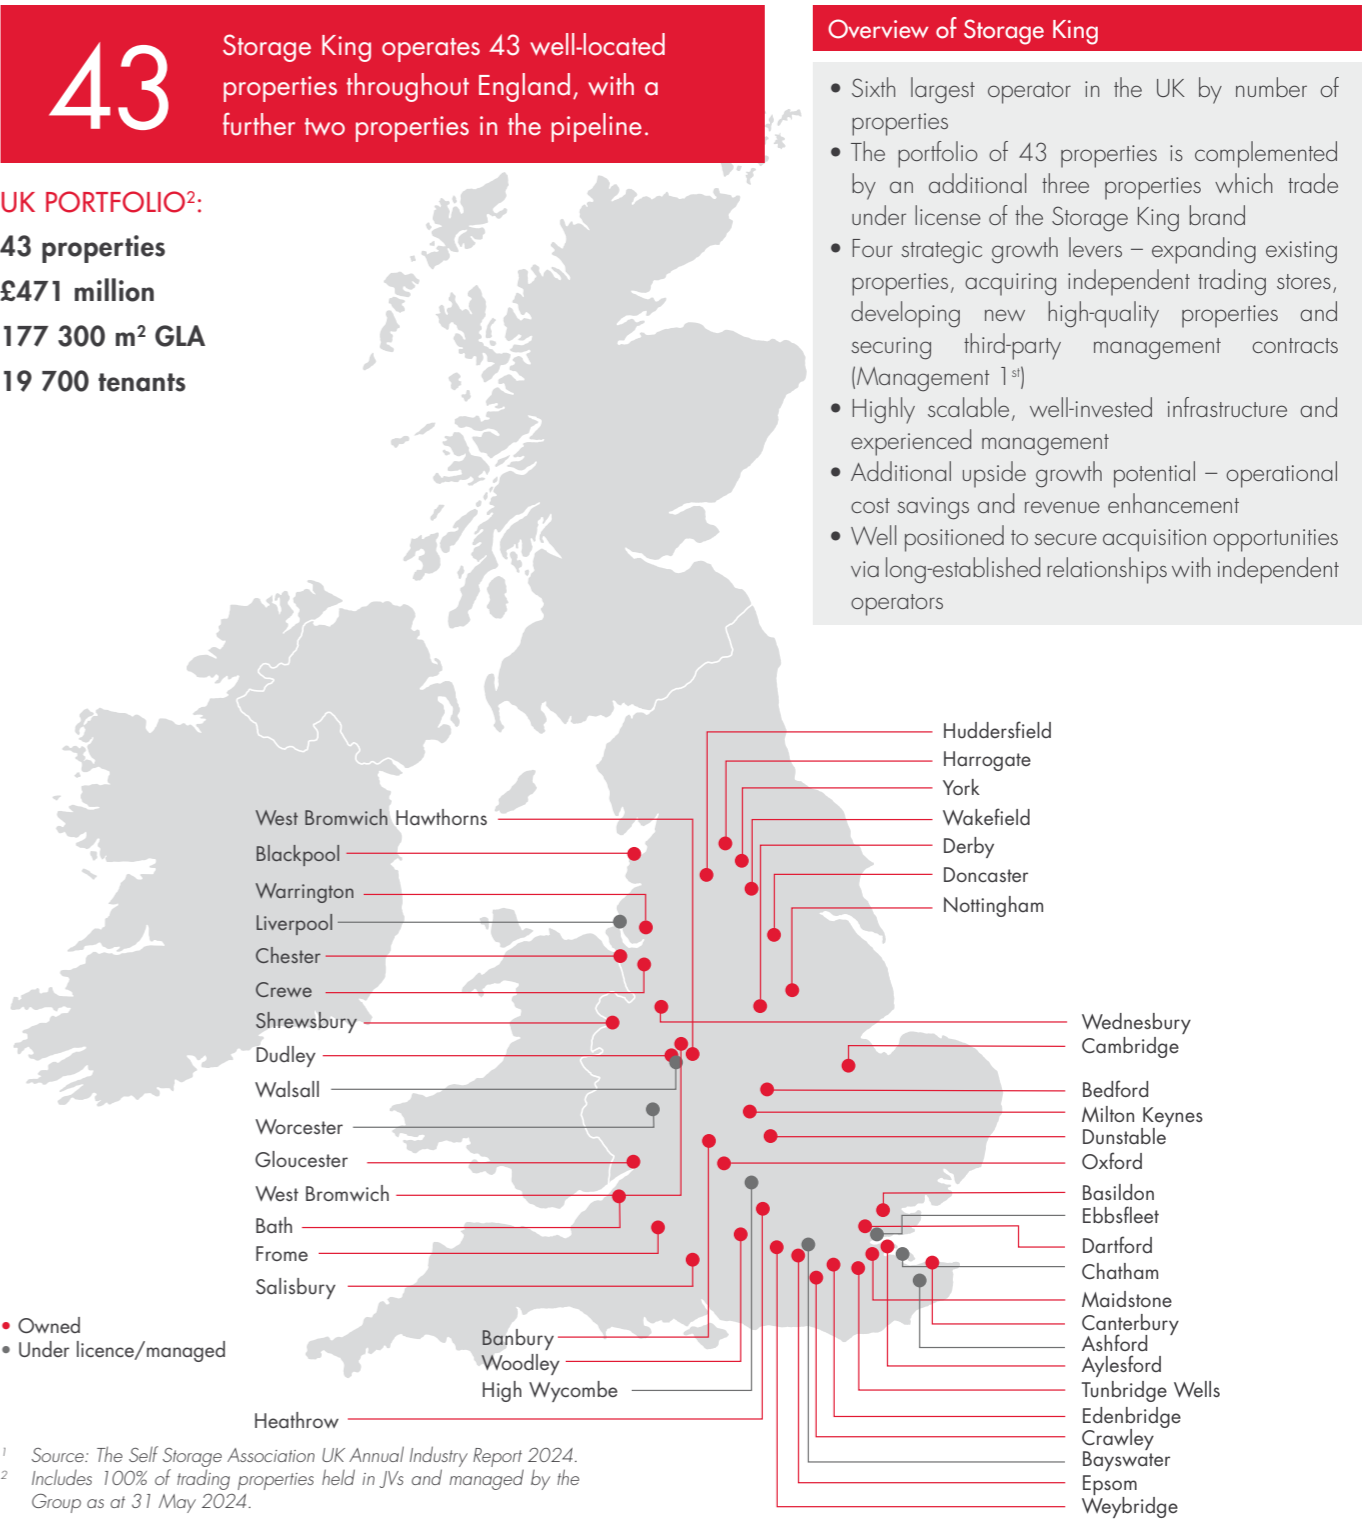 43
Storage King operates 43 well-located
properties throughout England, with a
further two properties in the pipeline.
UK PORTFOLIO²:
43 properties
£471 million
177 300 m² GLA
19 700 tenants
Overview of Storage King
• Sixth largest operator in the UK by number of
properties
• The portfolio of 43 properties is complemented
by an additional three properties which trade
under license of the Storage King brand
• Four strategic growth levers – expanding existing
properties, acquiring independent trading stores,
developing new high-quality properties and
securing third-party management contracts
(Management 1ˢᵗ)
• Highly scalable, well-invested infrastructure and
experienced management
• Additional upside growth potential – operational
cost savings and revenue enhancement
• Well positioned to secure acquisition opportunities
via long-established relationships with independent
operators
West Bromwich Hawthorns
Blackpool
Warrington
Liverpool
Chester
Crewe
Shrewsbury
Dudley
Walsall
Worcester
Gloucester
West Bromwich
Bath
Frome
Salisbury
Banbury
Woodley
High Wycombe
Heathrow
Huddersfield
Harrogate
York
Wakefield
Derby
Doncaster
Nottingham
Wednesbury
Cambridge
Bedford
Milton Keynes
Dunstable
Oxford
Basildon
Ebbsfleet
Dartford
Chatham
Maidstone
Canterbury
Ashford
Aylesford
Tunbridge Wells
Edenbridge
Crawley
Bayswater
Epsom
Weybridge
• Owned
• Under licence/managed
¹ Source: The Self Storage Association UK Annual Industry Report 2024.
² Includes 100% of trading properties held in JVs and managed by the
Group as at 31 May 2024.